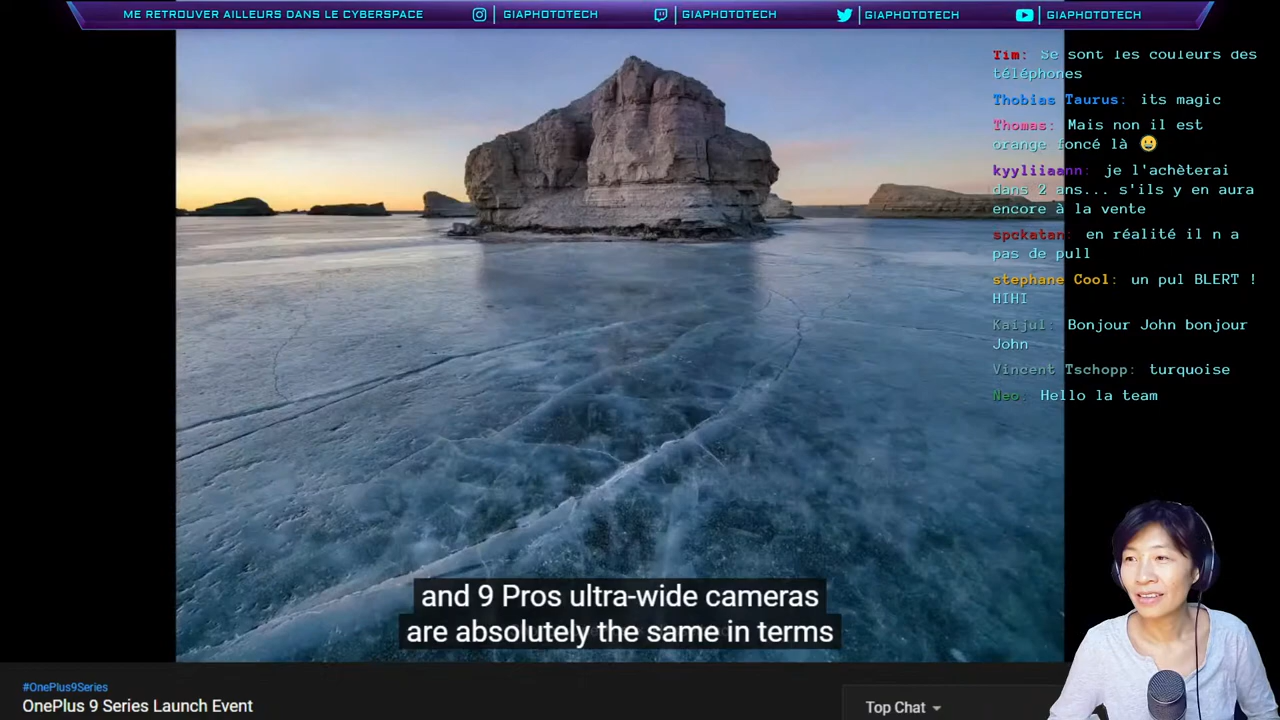 ME RETROUVER AILLEURS DANS LE CYBERSPACE
GIAPHOTOTECH
GIAPHOTOTECH
GIAPHOTOTECH
GIAPHOTOTECH
Tim: Se sont les couleurs des
téléphones
Thobias Taurus: its magic
Thomas: Mais non il est
orange foncé là 😀
kyyliiaann: je l'achèterai
dans 2 ans... s'ils y en aura
encore à la vente
spckatan: en réalité il n a
pas de pull
stephane Cool: un pul BLERT !
HIHI
Kaijul: Bonjour John bonjour
John
Vincent Tschopp: turquoise
Neo: Hello la team
and 9 Pros ultra-wide cameras
are absolutely the same in terms
#OnePlus9Series
OnePlus 9 Series Launch Event
Top Chat